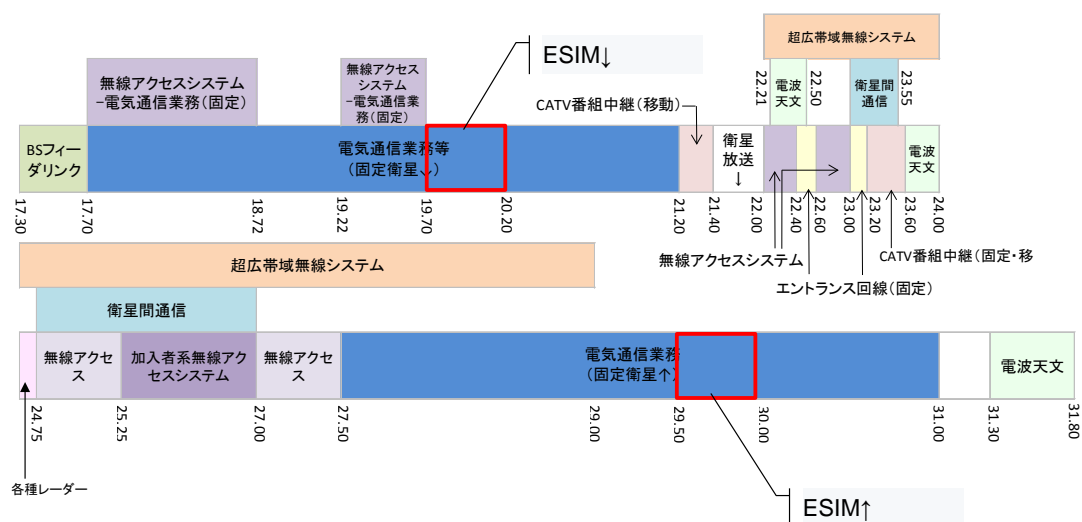 ESIM↓
超広帯域無線システム
無線アクセスシステム
−電気通信業務(固定)
無線アクセス
システム
−電気通信業
務(固定)
CATV番組中継(移動)
22.21
電波
天文
22.50
衛星間
通信
23.55
BSフィー
ダリンク
電気通信業務等
(固定衛星↓)
衛星
放送
↓
電波
天文
17.30
17.70
18.72
19.22
19.70
20.20
21.20
21.40
22.00
22.40
22.60
23.00
23.20
23.60
24.00
無線アクセスシステム
CATV番組中継(固定・移
エントランス回線(固定)
超広帯域無線システム
衛星間通信
無線アクセ
ス
加入者系無線アク
セスシステム
無線アクセ
ス
電気通信業務
(固定衛星↑)
電波天文
24.75
25.25
27.00
27.50
29.00
29.50
30.00
31.00
31.30
31.80
各種レーダー
ESIM↑